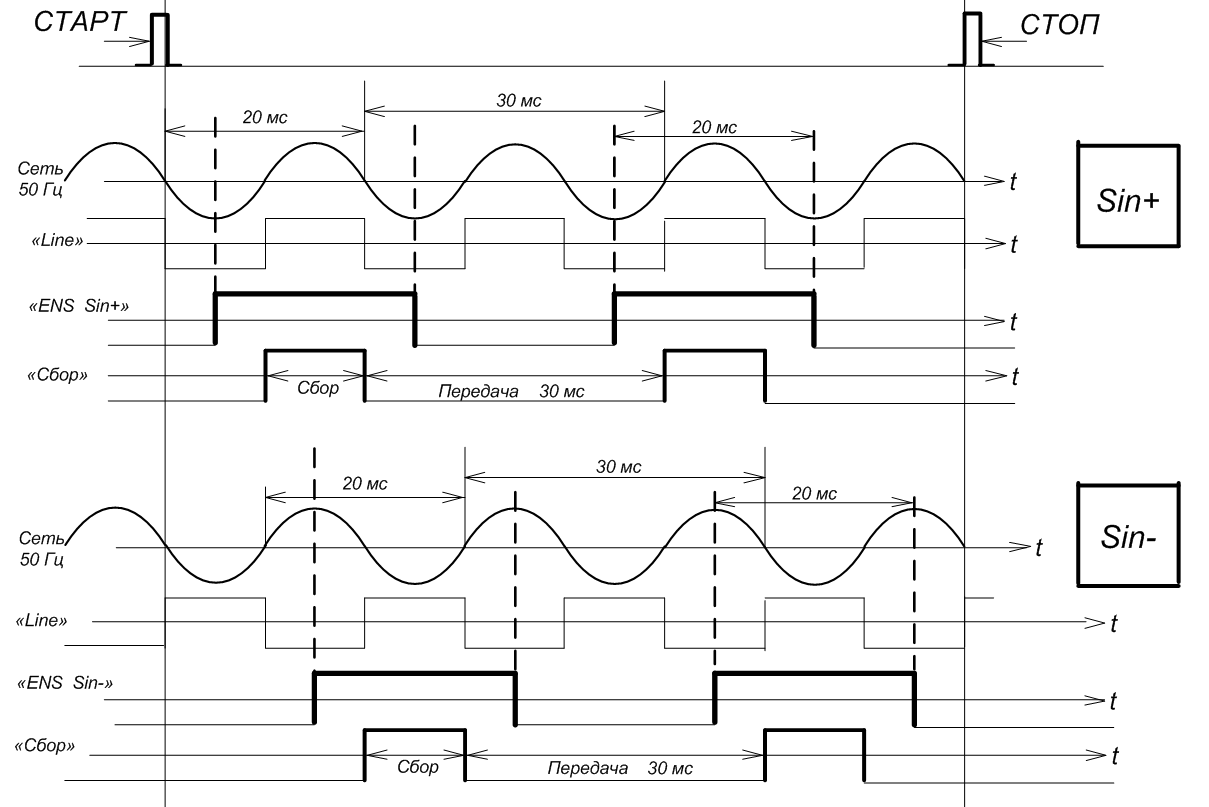 СТАРТ
СТОП
30 мс
20 мс
20 мс
Сеть
50 Гц
t
Sin+
«Line»
t
«ENS Sin+»
t
«Сбор»
t
Сбор
Передача 30 мс
30 мс
20 мс
20 мс
Сеть
50 Гц
t
Sin-
«Line»
t
«ENS Sin-»
t
«Сбор»
t
Сбор
Передача 30 мс